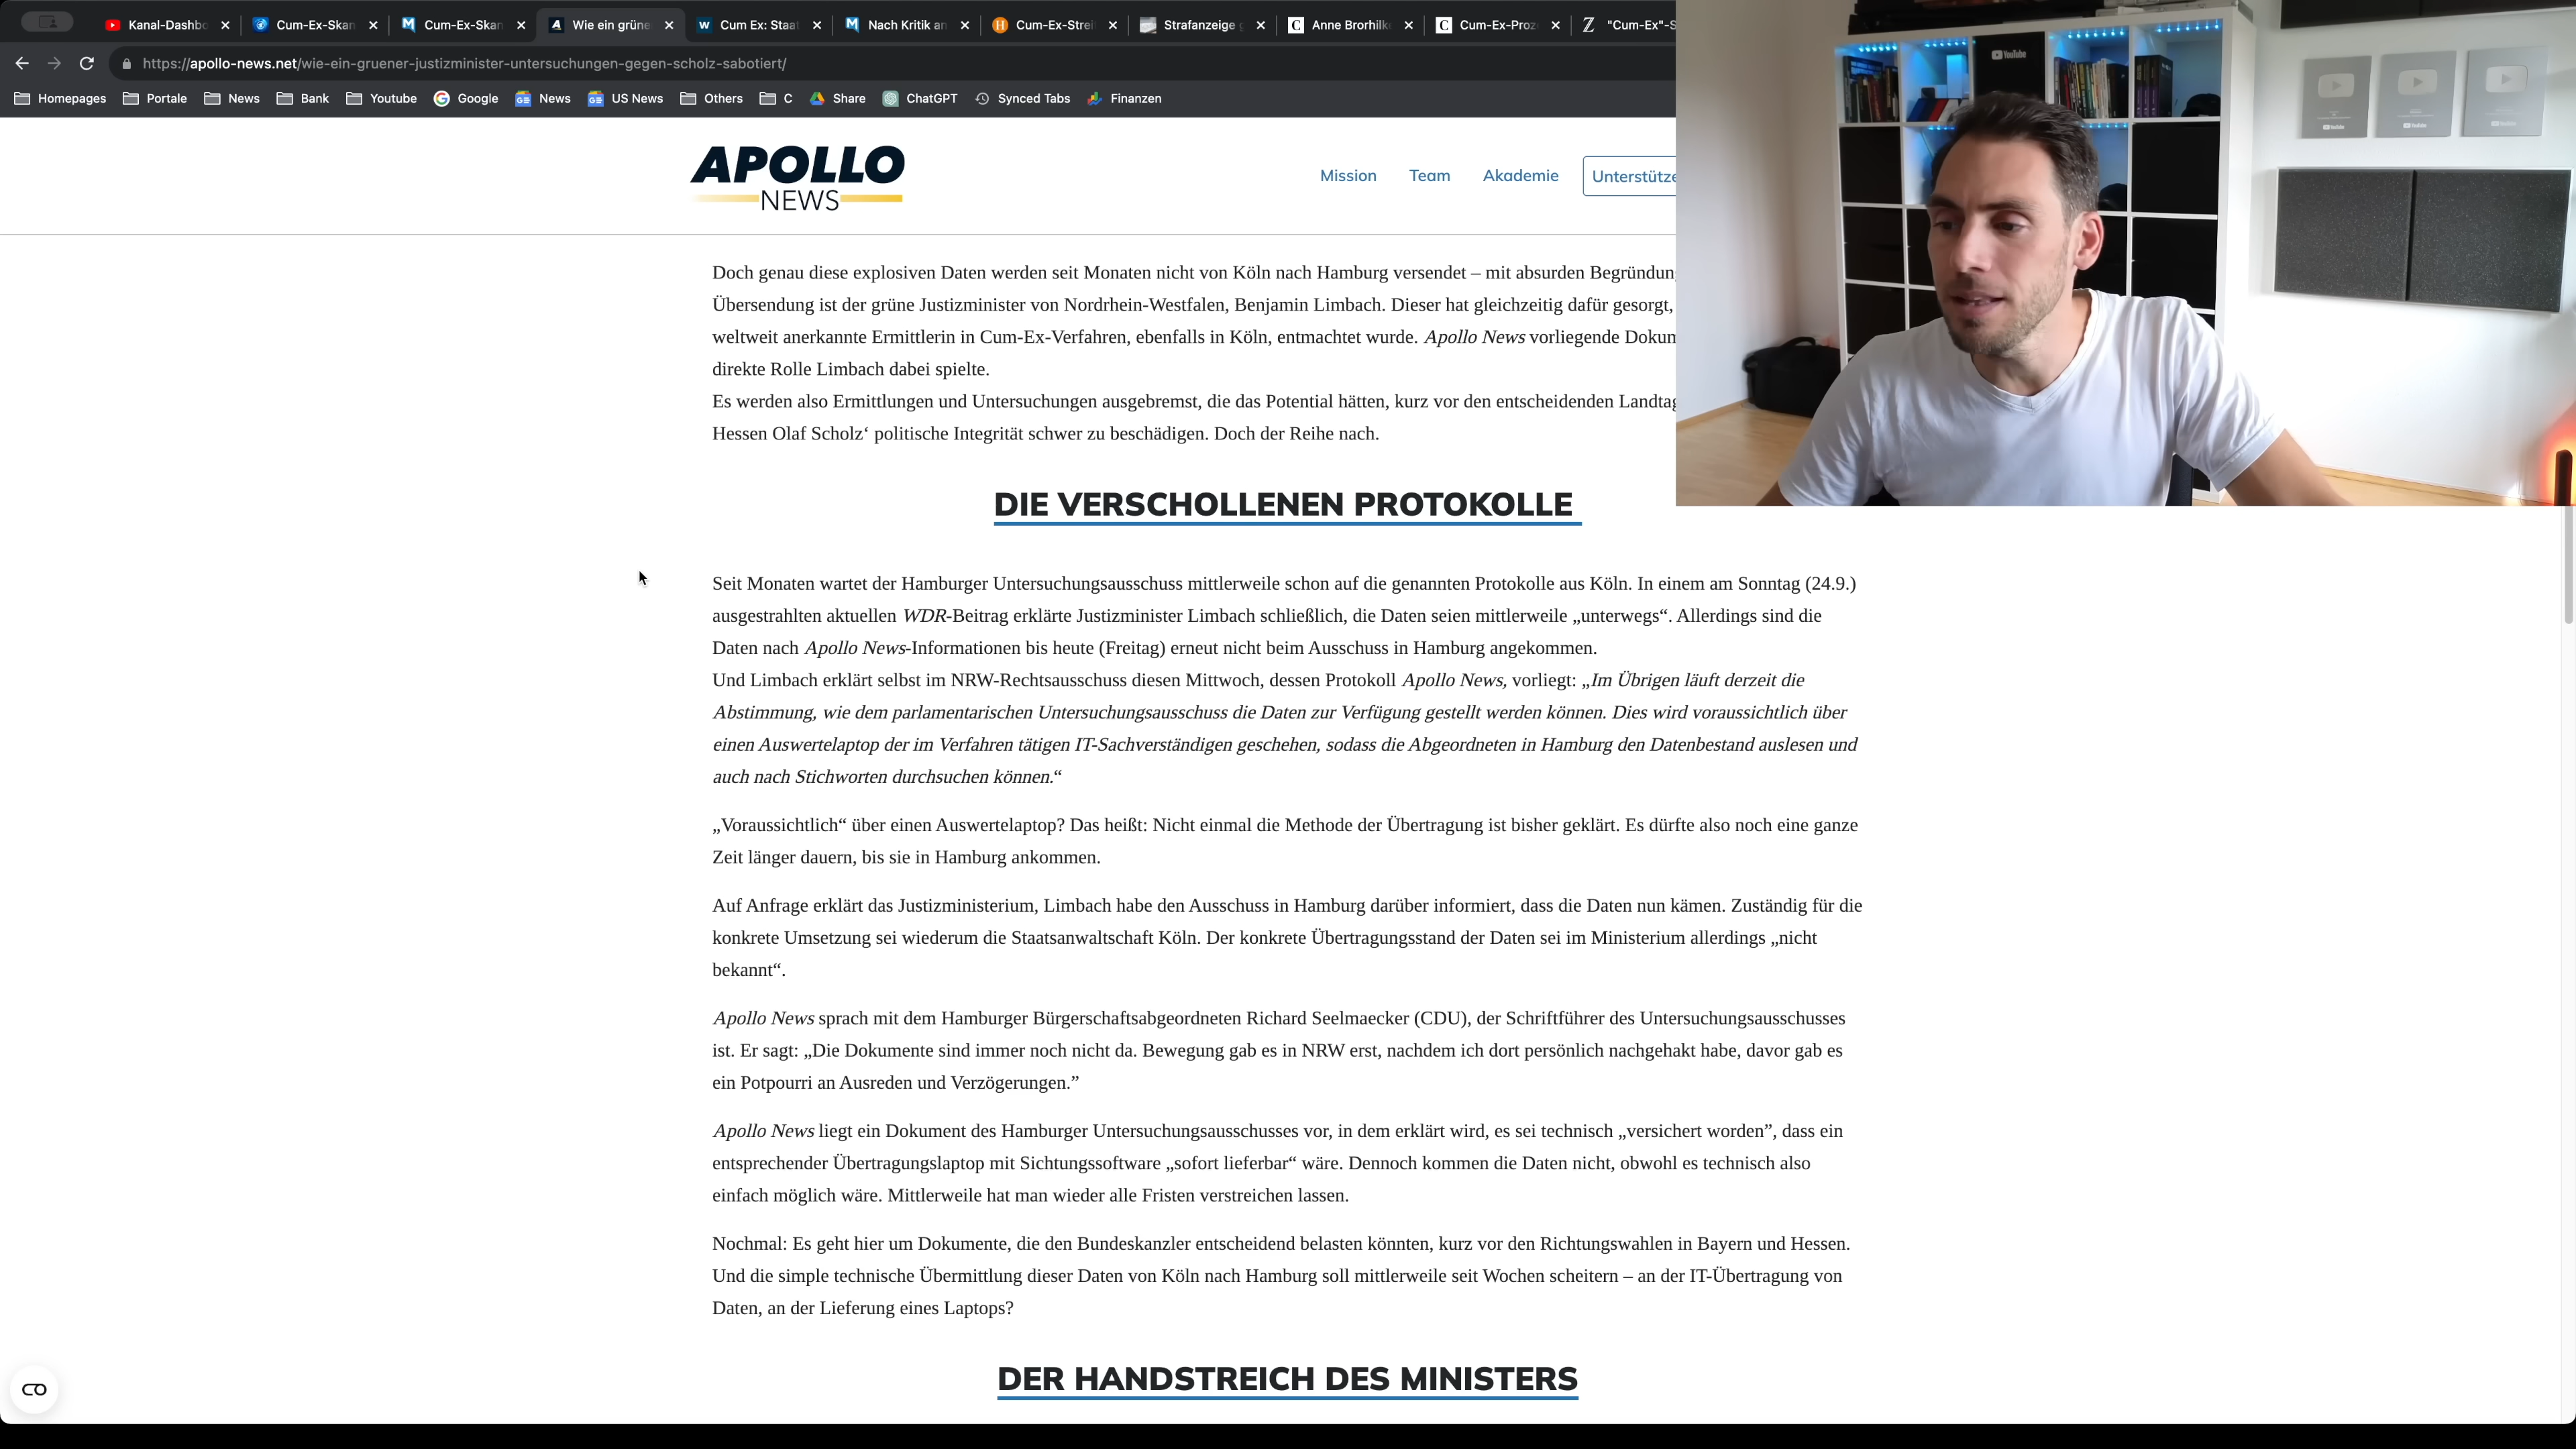 Kanal-Dashbo
Cum-Ex-Skan
Cum-Ex-Skan
Wie ein grüne
Cum Ex: Staat
Nach Kritik an
Cum-Ex-Strei
Strafanzeige g
Anne Brorhilk
Cum-Ex-Proz
"Cum-Ex"-S
https://apollo-news.net/wie-ein-gruener-justizminister-untersuchungen-gegen-scholz-sabotiert/
Homepages Portale News Bank Youtube Google News US News Others C Share ChatGPT Synced Tabs Finanzen
YouTube
APOLLO
NEWS
Mission Team Akademie Unterstütze
Doch genau diese explosiven Daten werden seit Monaten nicht von Köln nach Hamburg versendet – mit absurden Begründun
Übersendung ist der grüne Justizminister von Nordrhein-Westfalen, Benjamin Limbach. Dieser hat gleichzeitig dafür gesorgt,
weltweit anerkannte Ermittlerin in Cum-Ex-Verfahren, ebenfalls in Köln, entmachtet wurde. Apollo News vorliegende Dokum
direkte Rolle Limbach dabei spielte.
Es werden also Ermittlungen und Untersuchungen ausgebremst, die das Potential hätten, kurz vor den entscheidenden Landtag
Hessen Olaf Scholz‘ politische Integrität schwer zu beschädigen. Doch der Reihe nach.
DIE VERSCHOLLENEN PROTOKOLLE
Seit Monaten wartet der Hamburger Untersuchungsausschuss mittlerweile schon auf die genannten Protokolle aus Köln. In einem am Sonntag (24.9.)
ausgestrahlten aktuellen WDR-Beitrag erklärte Justizminister Limbach schließlich, die Daten seien mittlerweile „unterwegs“. Allerdings sind die
Daten nach Apollo News-Informationen bis heute (Freitag) erneut nicht beim Ausschuss in Hamburg angekommen.
Und Limbach erklärt selbst im NRW-Rechtsausschuss diesen Mittwoch, dessen Protokoll Apollo News, vorliegt: „Im Übrigen läuft derzeit die
Abstimmung, wie dem parlamentarischen Untersuchungsausschuss die Daten zur Verfügung gestellt werden können. Dies wird voraussichtlich über
einen Auswertelaptop der im Verfahren tätigen IT-Sachverständigen geschehen, sodass die Abgeordneten in Hamburg den Datenbestand auslesen und
auch nach Stichworten durchsuchen können.“
„Voraussichtlich“ über einen Auswertelaptop? Das heißt: Nicht einmal die Methode der Übertragung ist bisher geklärt. Es dürfte also noch eine ganze
Zeit länger dauern, bis sie in Hamburg ankommen.
Auf Anfrage erklärt das Justizministerium, Limbach habe den Ausschuss in Hamburg darüber informiert, dass die Daten nun kämen. Zuständig für die
konkrete Umsetzung sei wiederum die Staatsanwaltschaft Köln. Der konkrete Übertragungsstand der Daten sei im Ministerium allerdings „nicht
bekannt“.
Apollo News sprach mit dem Hamburger Bürgerschaftsabgeordneten Richard Seelmaecker (CDU), der Schriftführer des Untersuchungsausschusses
ist. Er sagt: „Die Dokumente sind immer noch nicht da. Bewegung gab es in NRW erst, nachdem ich dort persönlich nachgehakt habe, davor gab es
ein Potpourri an Ausreden und Verzögerungen.”
Apollo News liegt ein Dokument des Hamburger Untersuchungsausschusses vor, in dem erklärt wird, es sei technisch „versichert worden”, dass ein
entsprechender Übertragungslaptop mit Sichtungssoftware „sofort lieferbar“ wäre. Dennoch kommen die Daten nicht, obwohl es technisch also
einfach möglich wäre. Mittlerweile hat man wieder alle Fristen verstreichen lassen.
Nochmal: Es geht hier um Dokumente, die den Bundeskanzler entscheidend belasten könnten, kurz vor den Richtungswahlen in Bayern und Hessen.
Und die simple technische Übermittlung dieser Daten von Köln nach Hamburg soll mittlerweile seit Wochen scheitern – an der IT-Übertragung von
Daten, an der Lieferung eines Laptops?
DER HANDSTREICH DES MINISTERS